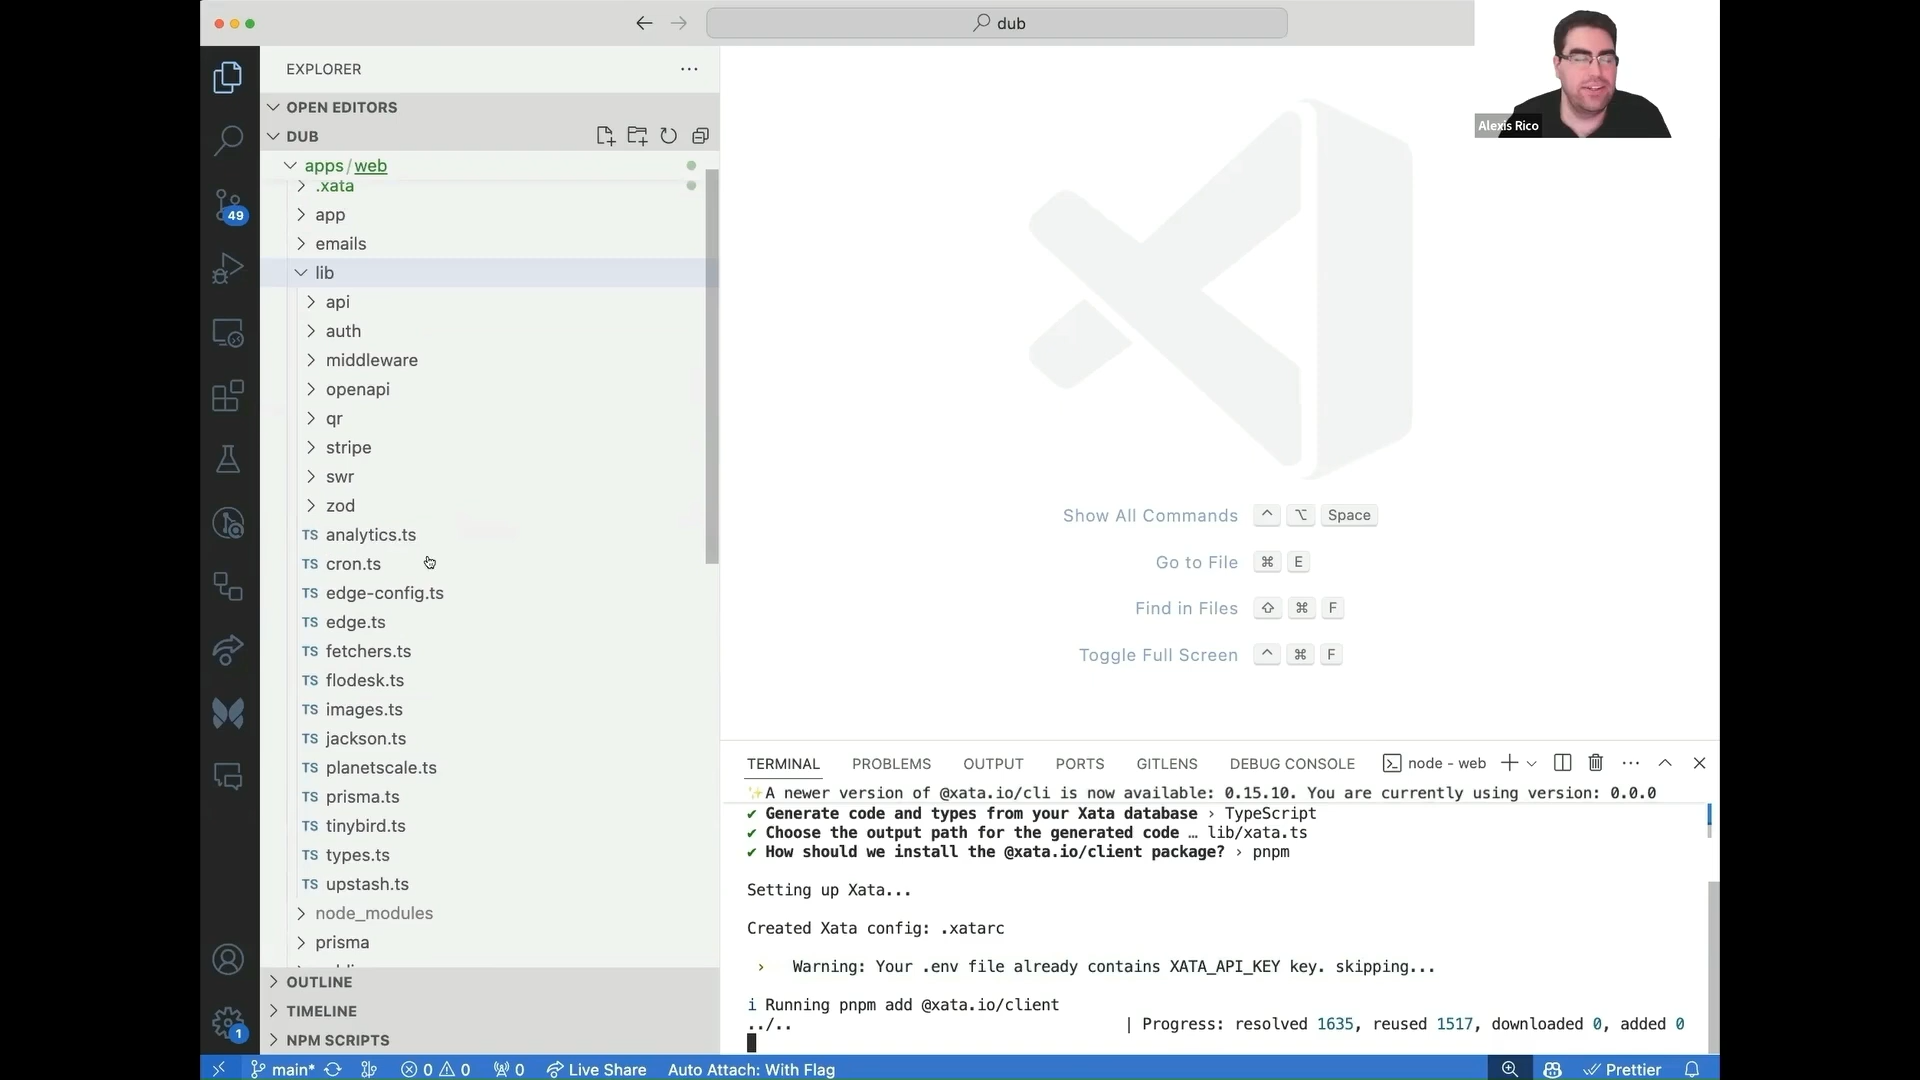 dub
Alexis Rico
EXPLORER
OPEN EDITORS
DUB
apps/web
.xata
app
emails
lib
api
auth
middleware
openapi
qr
stripe
swr
zod
TS analytics.ts
TS cron.ts
TS edge-config.ts
TS edge.ts
TS fetchers.ts
TS flodesk.ts
TS images.ts
TS jackson.ts
TS planetscale.ts
TS prisma.ts
TS tinybird.ts
TS types.ts
TS upstash.ts
node_modules
prisma
OUTLINE
TIMELINE
NPM SCRIPTS
49
1
Show All Commands ^ ⌥ Space
Go to File ⌘ E
Find in Files ⇧ ⌘ F
Toggle Full Screen ^ ⌘ F
TERMINAL PROBLEMS OUTPUT PORTS GITLENS DEBUG CONSOLE node - web
✨A newer version of @xata.io/cli is now available: 0.15.10. You are currently using version: 0.0.0
✔ Generate code and types from your Xata database › TypeScript
✔ Choose the output path for the generated code … lib/xata.ts
✔ How should we install the @xata.io/client package? › pnpm
Setting up Xata...
Created Xata config: .xatarc
› Warning: Your .env file already contains XATA_API_KEY key. skipping...
i Running pnpm add @xata.io/client
../.. | Progress: resolved 1635, reused 1517, downloaded 0, added 0
main* 0 0 0 Live Share Auto Attach: With Flag Prettier